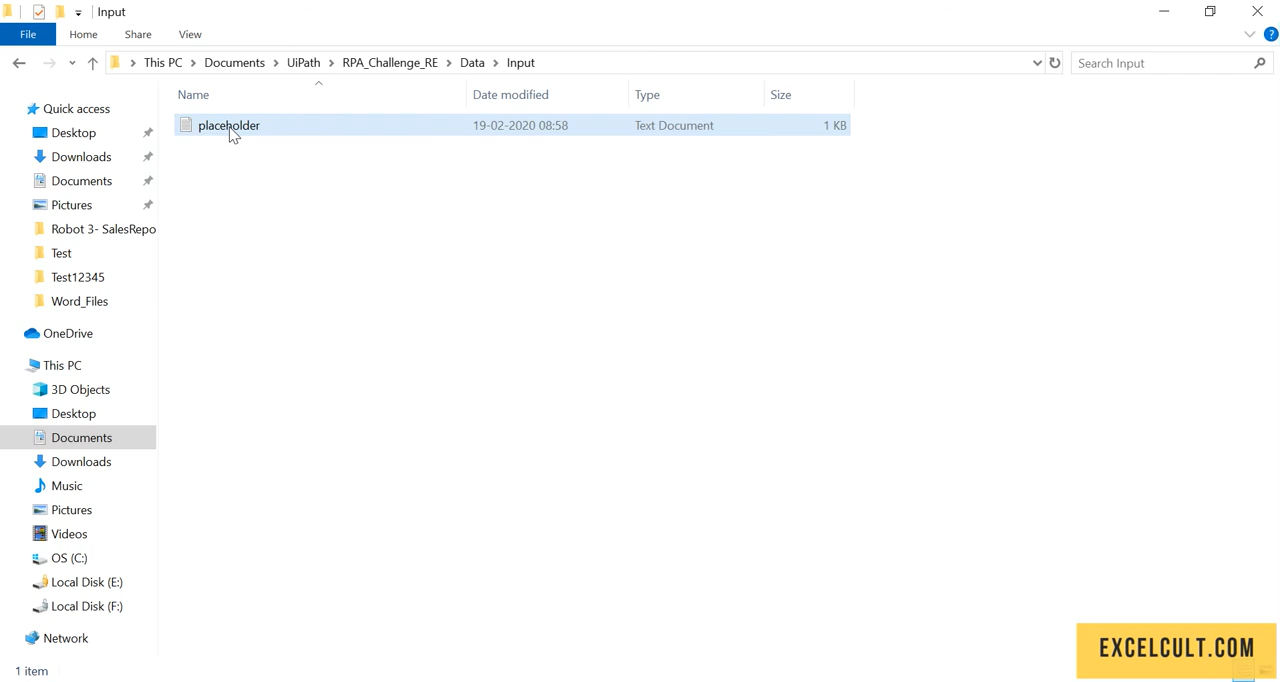 Input
File
Home
Share
View
This PC
Documents
UiPath
RPA_Challenge_RE
Data
Input
Search Input
?
Name
Date modified
Type
Size
placeholder
19-02-2020 08:58
Text Document
1 KB
Quick access
Desktop
Downloads
Documents
Pictures
Robot 3- SalesRepo
Test
Test12345
Word_Files
OneDrive
This PC
3D Objects
Desktop
Documents
Downloads
Music
Pictures
Videos
OS (C:)
Local Disk (E:)
Local Disk (F:)
Network
1 item
EXCELCULT.COM